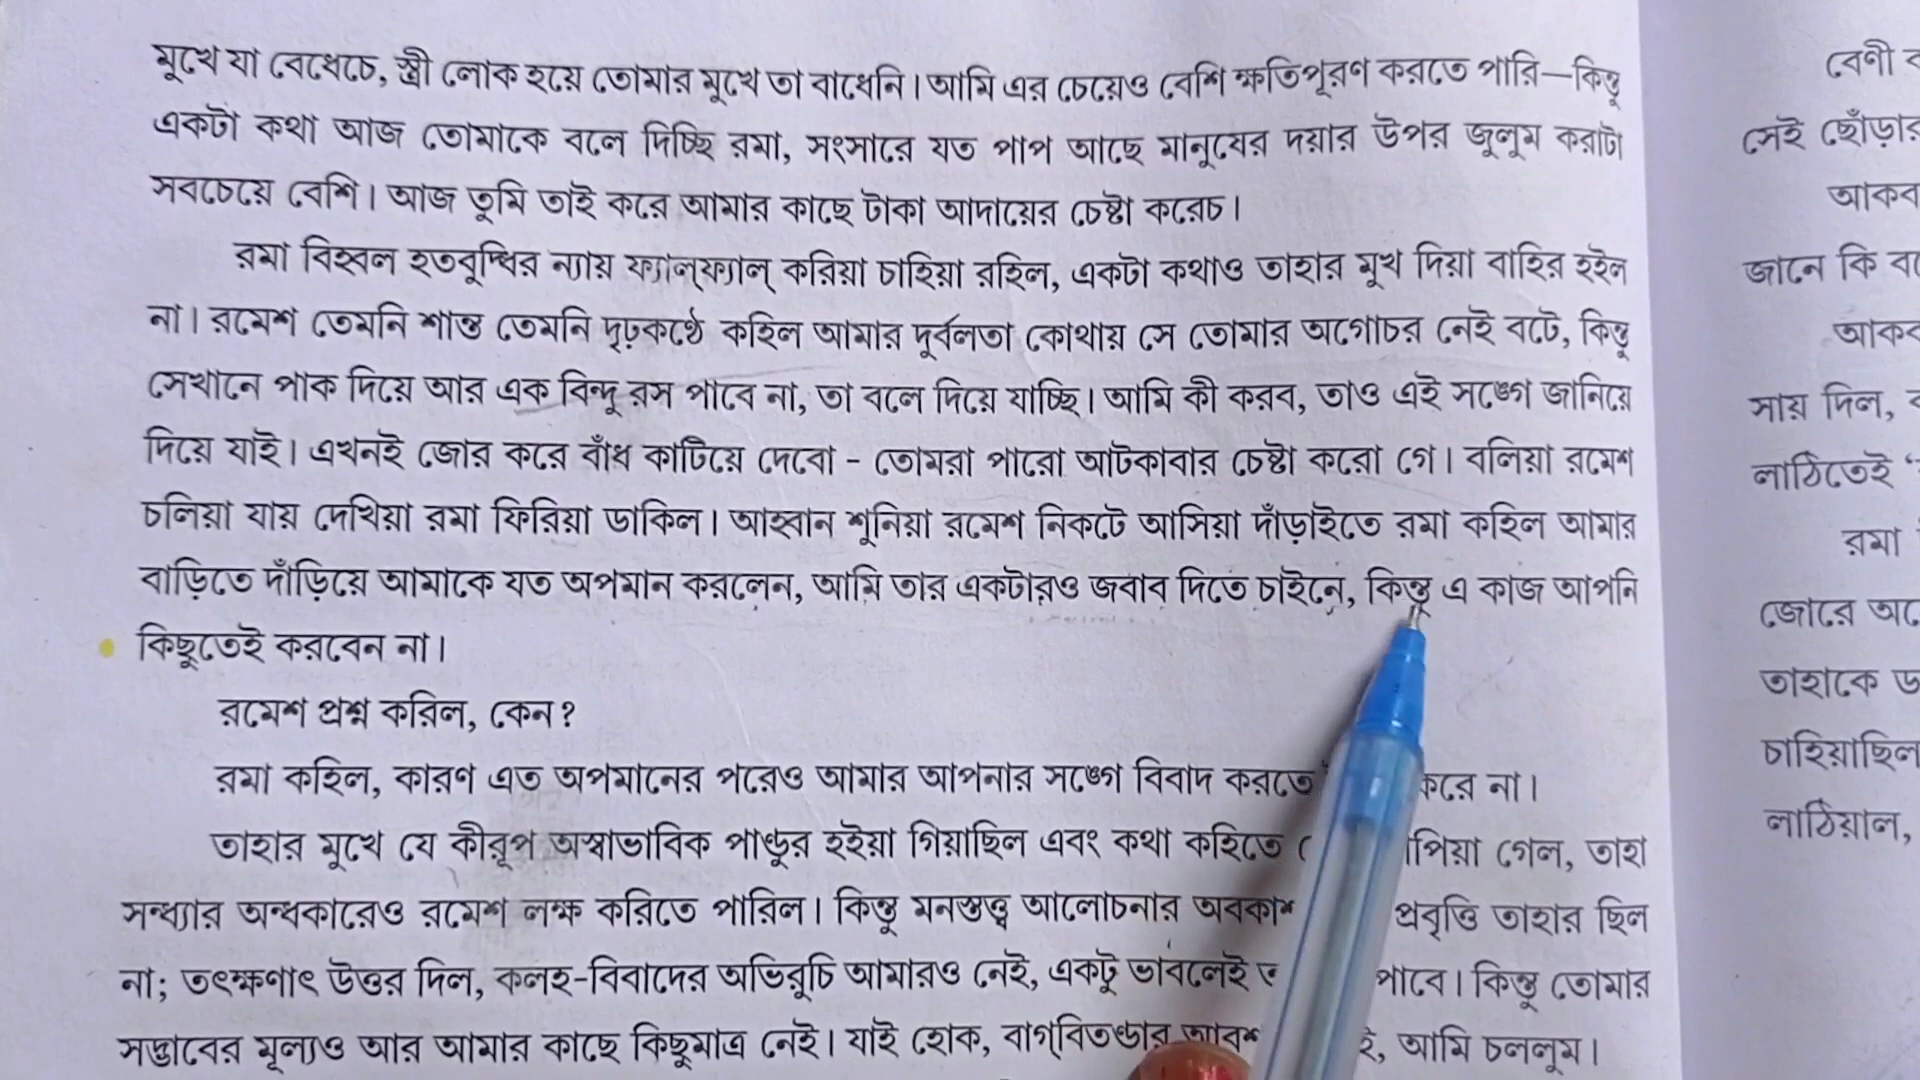 মুখে যা বেধেচে, স্ত্রী লোক হয়ে তোমার মুখে তা বাধেনি। আমি এর চেয়েও বেশি ক্ষতিপূরণ করতে পারি—কিন্তু
একটা কথা আজ তোমাকে বলে দিচ্ছি রমা, সংসারে যত পাপ আছে মানুষের দয়ার উপর জুলুম করাটা
সবচেয়ে বেশি। আজ তুমি তাই করে আমার কাছে টাকা আদায়ের চেষ্টা করেচ।
রমা বিহ্বল হতবুদ্ধির ন্যায় ফ্যাল্‌ফ্যাল্ করিয়া চাহিয়া রহিল, একটা কথাও তাহার মুখ দিয়া বাহির হইল
না। রমেশ তেমনি শান্ত তেমনি দৃঢ়কণ্ঠে কহিল আমার দুর্বলতা কোথায় সে তোমার অগোচর নেই বটে, কিন্তু
সেখানে পাক দিয়ে আর এক বিন্দু রস পাবে না, তা বলে দিয়ে যাচ্ছি। আমি কী করব, তাও এই সঙ্গে জানিয়ে
দিয়ে যাই। এখনই জোর করে বাঁধ কাটিয়ে দেবো - তোমরা পারো আটকাবার চেষ্টা করো গে। বলিয়া রমেশ
চলিয়া যায় দেখিয়া রমা ফিরিয়া ডাকিল। আহ্বান শুনিয়া রমেশ নিকটে আসিয়া দাঁড়াইতে রমা কহিল আমার
বাড়িতে দাঁড়িয়ে আমাকে যত অপমান করলেন, আমি তার একটারও জবাব দিতে চাইনে, কিন্তু এ কাজ আপনি
কিছুতেই করবেন না।
রমেশ প্রশ্ন করিল, কেন?
রমা কহিল, কারণ এত অপমানের পরেও আমার আপনার সঙ্গে বিবাদ করতে করে না।
তাহার মুখে যে কীরূপ অস্বাভাবিক পাণ্ডুর হইয়া গিয়াছিল এবং কথা কহিতে গেল, তাহা
সন্ধ্যার অন্ধকারেও রমেশ লক্ষ করিতে পারিল। কিন্তু মনস্তত্ত্ব আলোচনার অবকাশ প্রবৃত্তি তাহার ছিল
না; তৎক্ষণাৎ উত্তর দিল, কলহ-বিবাদের অভিরুচি আমারও নেই, একটু ভাবলেই পাবে। কিন্তু তোমার
সদ্ভাবের মূল্যও আর আমার কাছে কিছুমাত্র নেই। যাই হোক, বাগ্‌বিতণ্ডার আমি চললুম।
বেণী
সেই ছোঁড়ার
জানে কি
সায় দিল,
লাঠিতেই
রমা
জোরে
তাহাকে
চাহিয়াছিল
লাঠিয়াল,